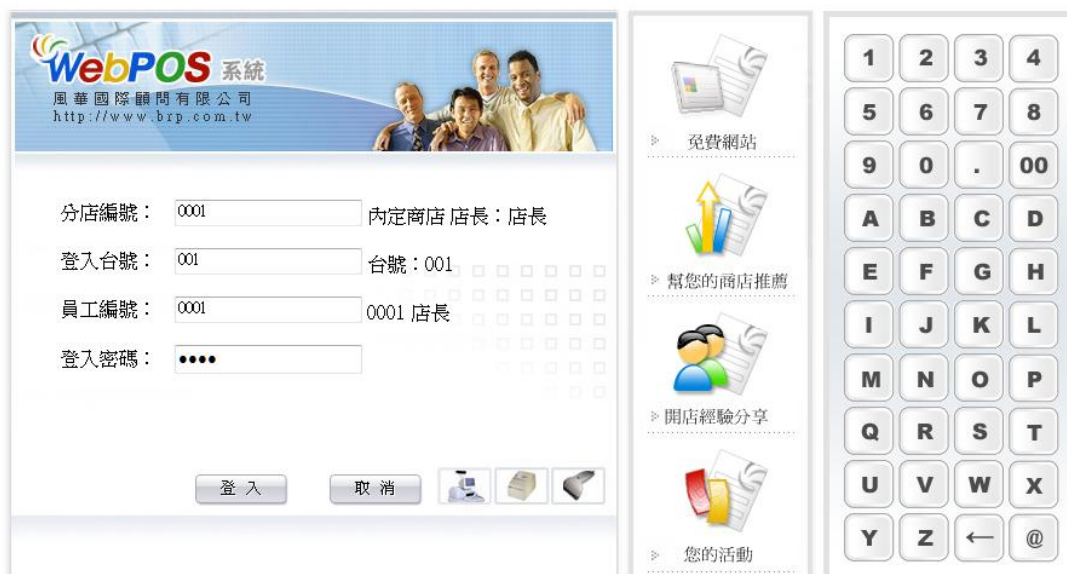 WebPOS 系統
風華國際顧問有限公司
http://www.brp.com.tw
分店編號： 0001 內定商店 店長：店長
登入台號： 001 台號：001
員工編號： 0001 0001 店長
登入密碼： ••••
登入 取消
免費網站
幫您的商店推薦
開店經驗分享
您的活動
1 2 3 4
5 6 7 8
9 0 . 00
A B C D
E F G H
I J K L
M N O P
Q R S T
U V W X
Y Z ← @